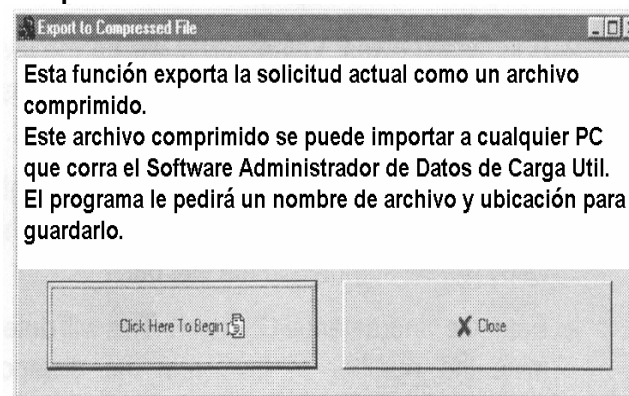 Export to Compressed File
Esta función exporta la solicitud actual como un archivo
comprimido.
Este archivo comprimido se puede importar a cualquier PC
que corra el Software Administrador de Datos de Carga Util.
El programa le pedirá un nombre de archivo y ubicación para
guardarlo.
Click Here To Begin
Close